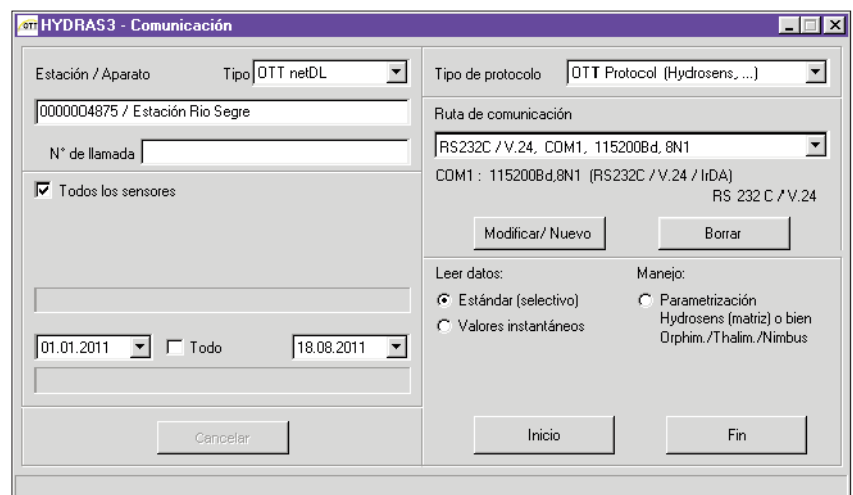 OTT HYDRAS3 - Comunicación
Estación / Aparato
Tipo OTT netDL
0000004875 / Estación Rio Segre
N° de llamada
Todos los sensores
01.01.2011
Todo
18.08.2011
Cancelar
Tipo de protocolo OTT Protocol (Hydrosens, ...)
Ruta de comunicación
RS232C / V.24, COM1, 115200Bd, 8N1
COM1 : 115200Bd,8N1 (RS232C / V.24 / IrDA)
RS 232 C / V.24
Modificar/ Nuevo
Borrar
Leer datos:
Estándar (selectivo)
Valores instantáneos
Manejo:
Parametrización
Hydrosens (matriz) o bien
Orphim./Thalim./Nimbus
Inicio
Fin